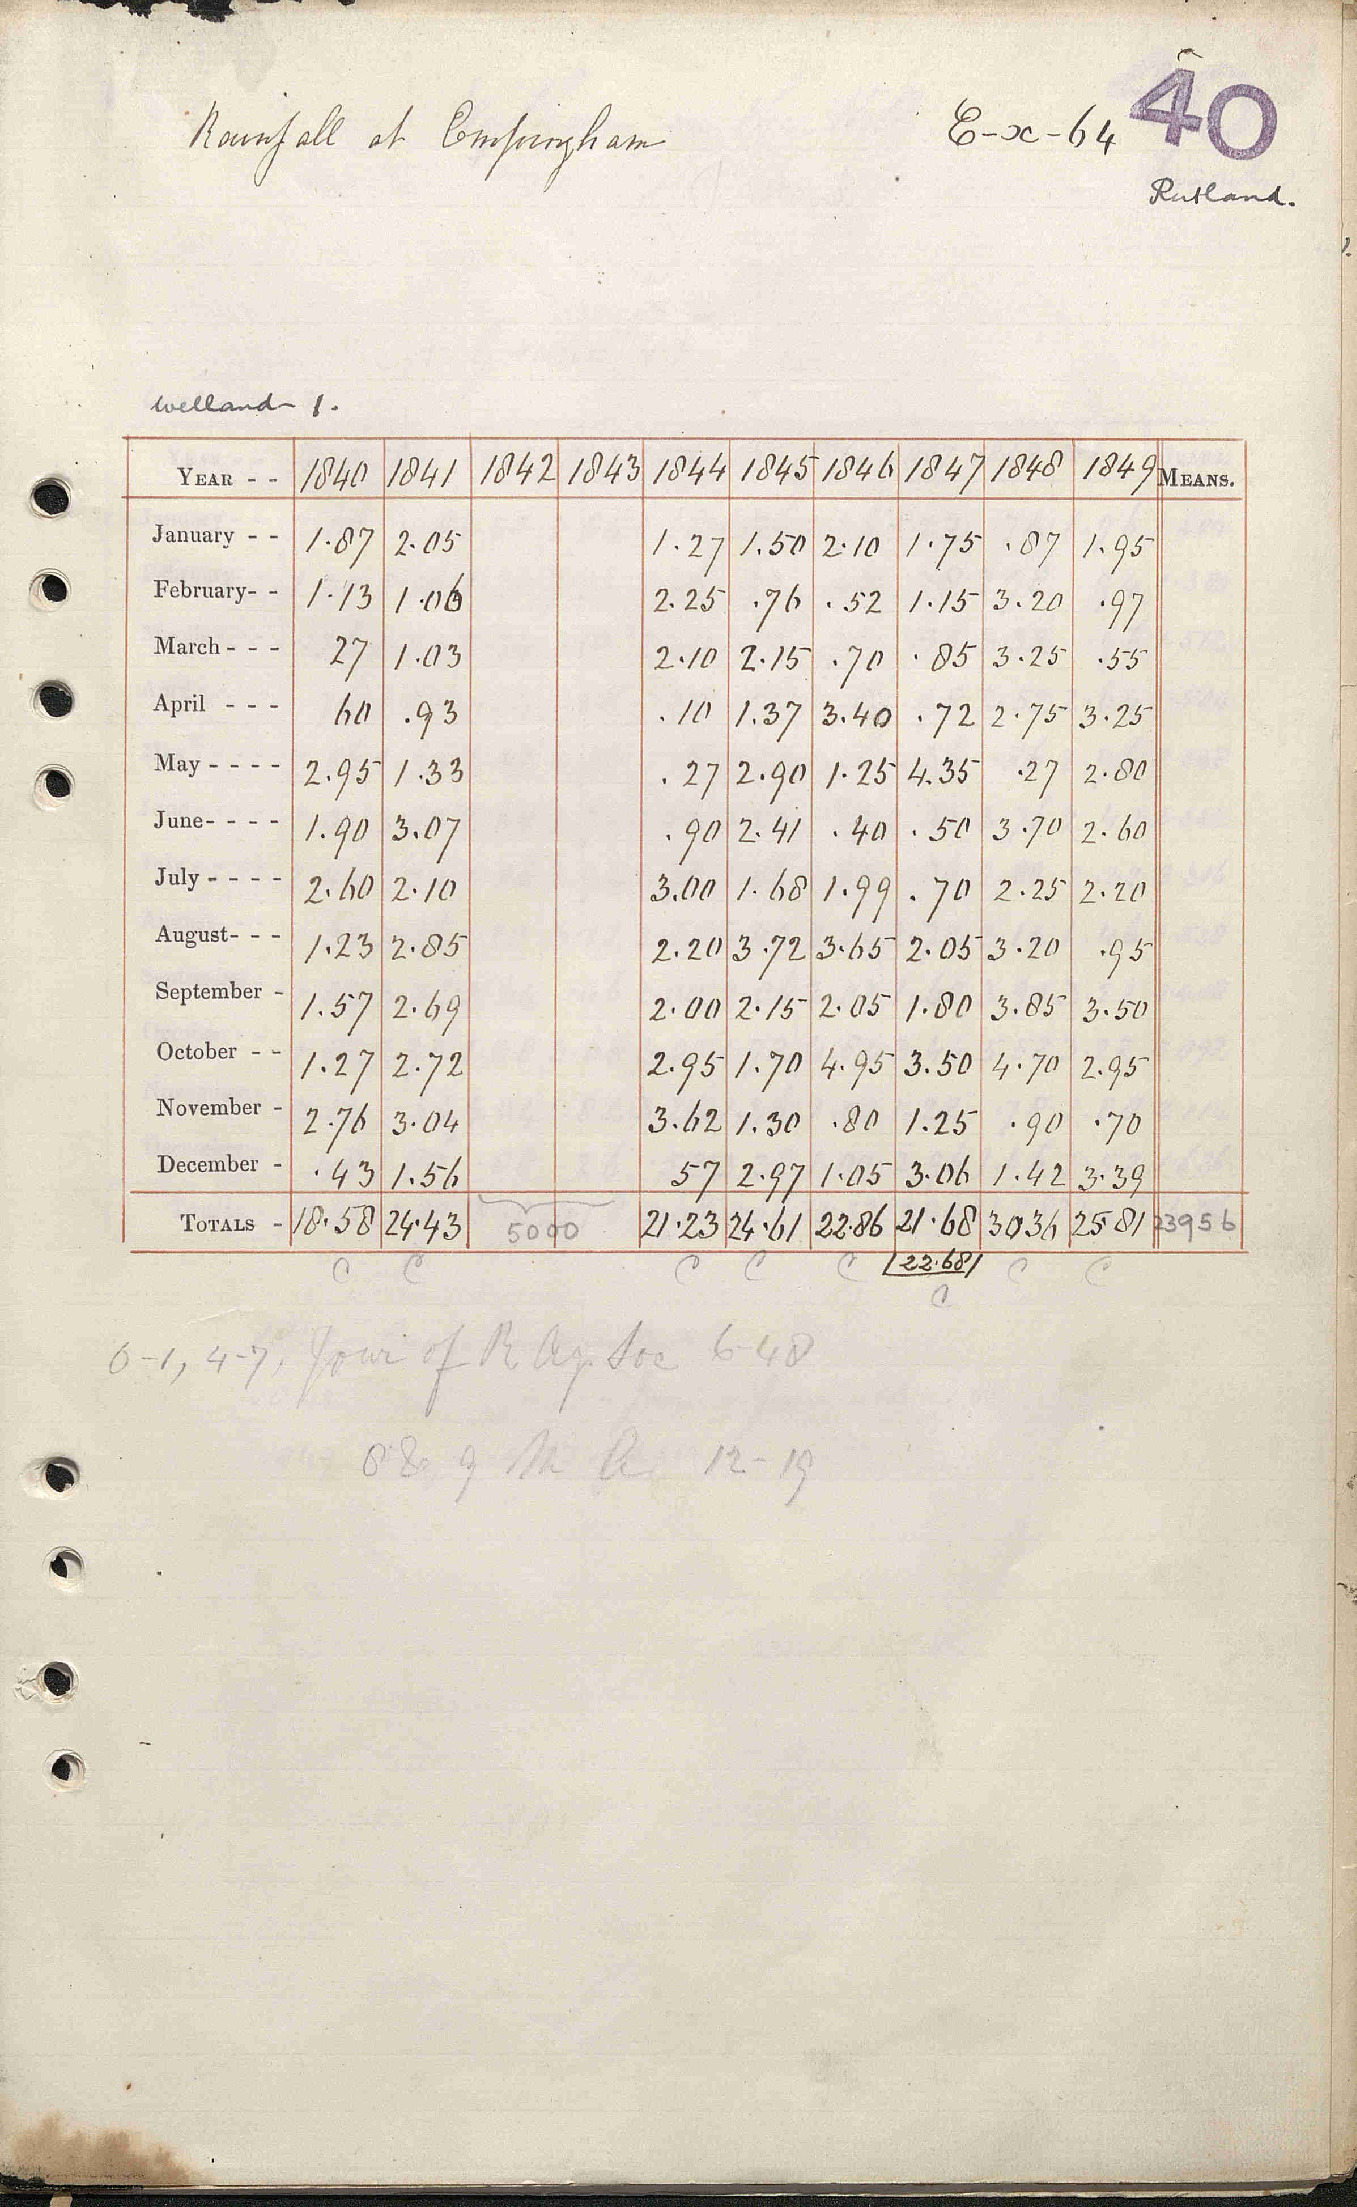 Rainfall at Empingham
E-x-64
40
Rutland.
Welland 1.
YEAR - - 1840 1841 1842 1843 1844 1845 1846 1847 1848 1849 MEANS.
January - - 1.87 2.05 1.27 1.50 2.10 1.75 .87 1.95
February- - 1.13 1.06 2.25 .76 .52 1.15 3.20 .97
March - - - 27 1.03 2.10 2.15 .70 .85 3.25 .55
April - - - 60 .93 .10 1.37 3.40 .72 2.75 3.25
May - - - - 2.95 1.33 .27 2.90 1.25 4.35 .27 2.80
June- - - - 1.90 3.07 .90 2.41 .40 .50 3.70 2.60
July - - - - 2.60 2.10 3.00 1.68 1.99 .70 2.25 2.20
August- - - 1.23 2.85 2.20 3.72 3.65 2.05 3.20 .95
September - 1.57 2.69 2.00 2.15 2.05 1.80 3.85 3.50
October - - 1.27 2.72 2.95 1.70 4.95 3.50 4.70 2.95
November - 2.76 3.04 3.62 1.30 .80 1.25 .90 .70
December - .43 1.56 57 2.97 1.05 3.06 1.42 3.39
TOTALS - 18.58 24.43 5000 21.23 24.61 22.86 21.68 3036 25.81 23956
C C C C C 22.68 C C
C
0-1, 4-7, Jour of R Ag. Soc 6-48
8 & 9 12-19